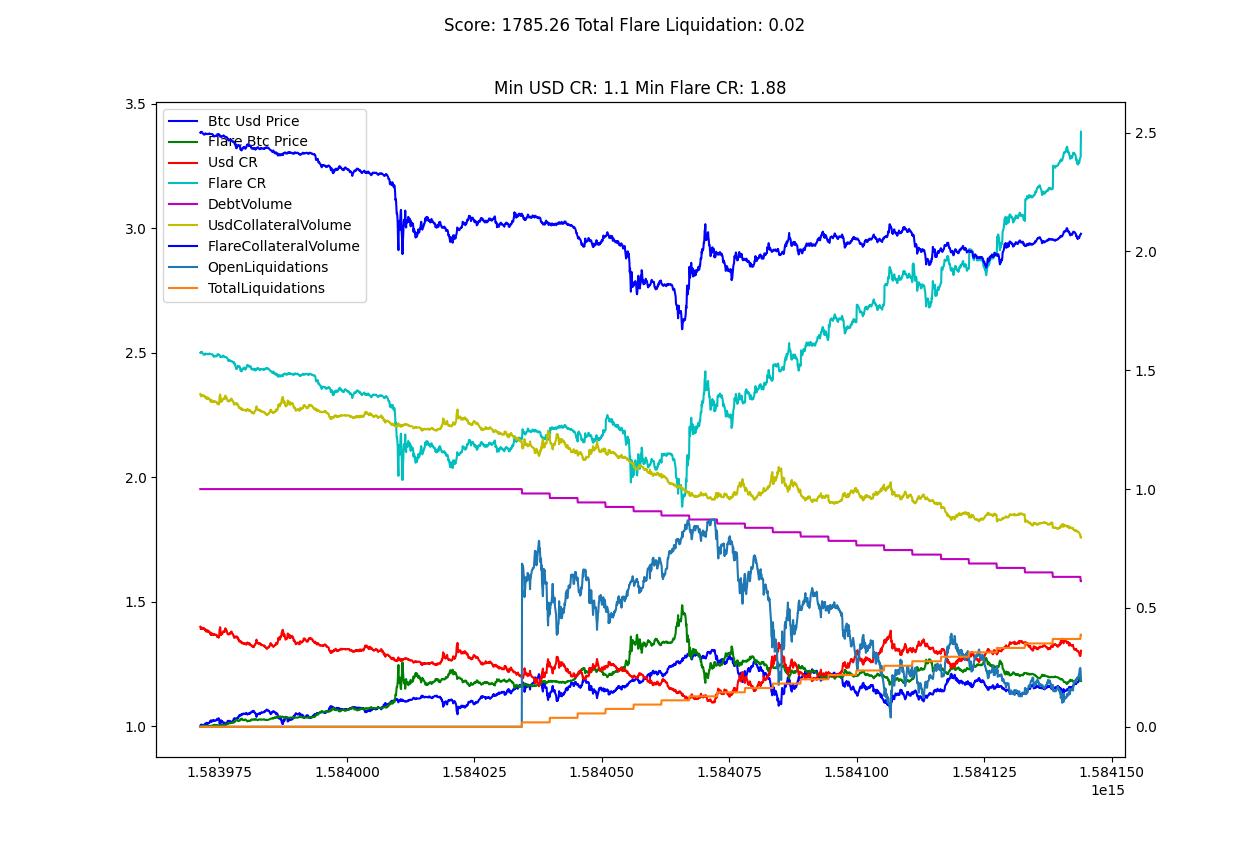 Score: 1785.26 Total Flare Liquidation: 0.02
Min USD CR: 1.1 Min Flare CR: 1.88
Btc Usd Price
Flare Btc Price
Usd CR
Flare CR
DebtVolume
UsdCollateralVolume
FlareCollateralVolume
OpenLiquidations
TotalLiquidations
3.5
3.0
2.5
2.0
1.5
1.0
2.5
2.0
1.5
1.0
0.5
0.0
1.583975 1.584000 1.584025 1.584050 1.584075 1.584100 1.584125 1.584150
1e15